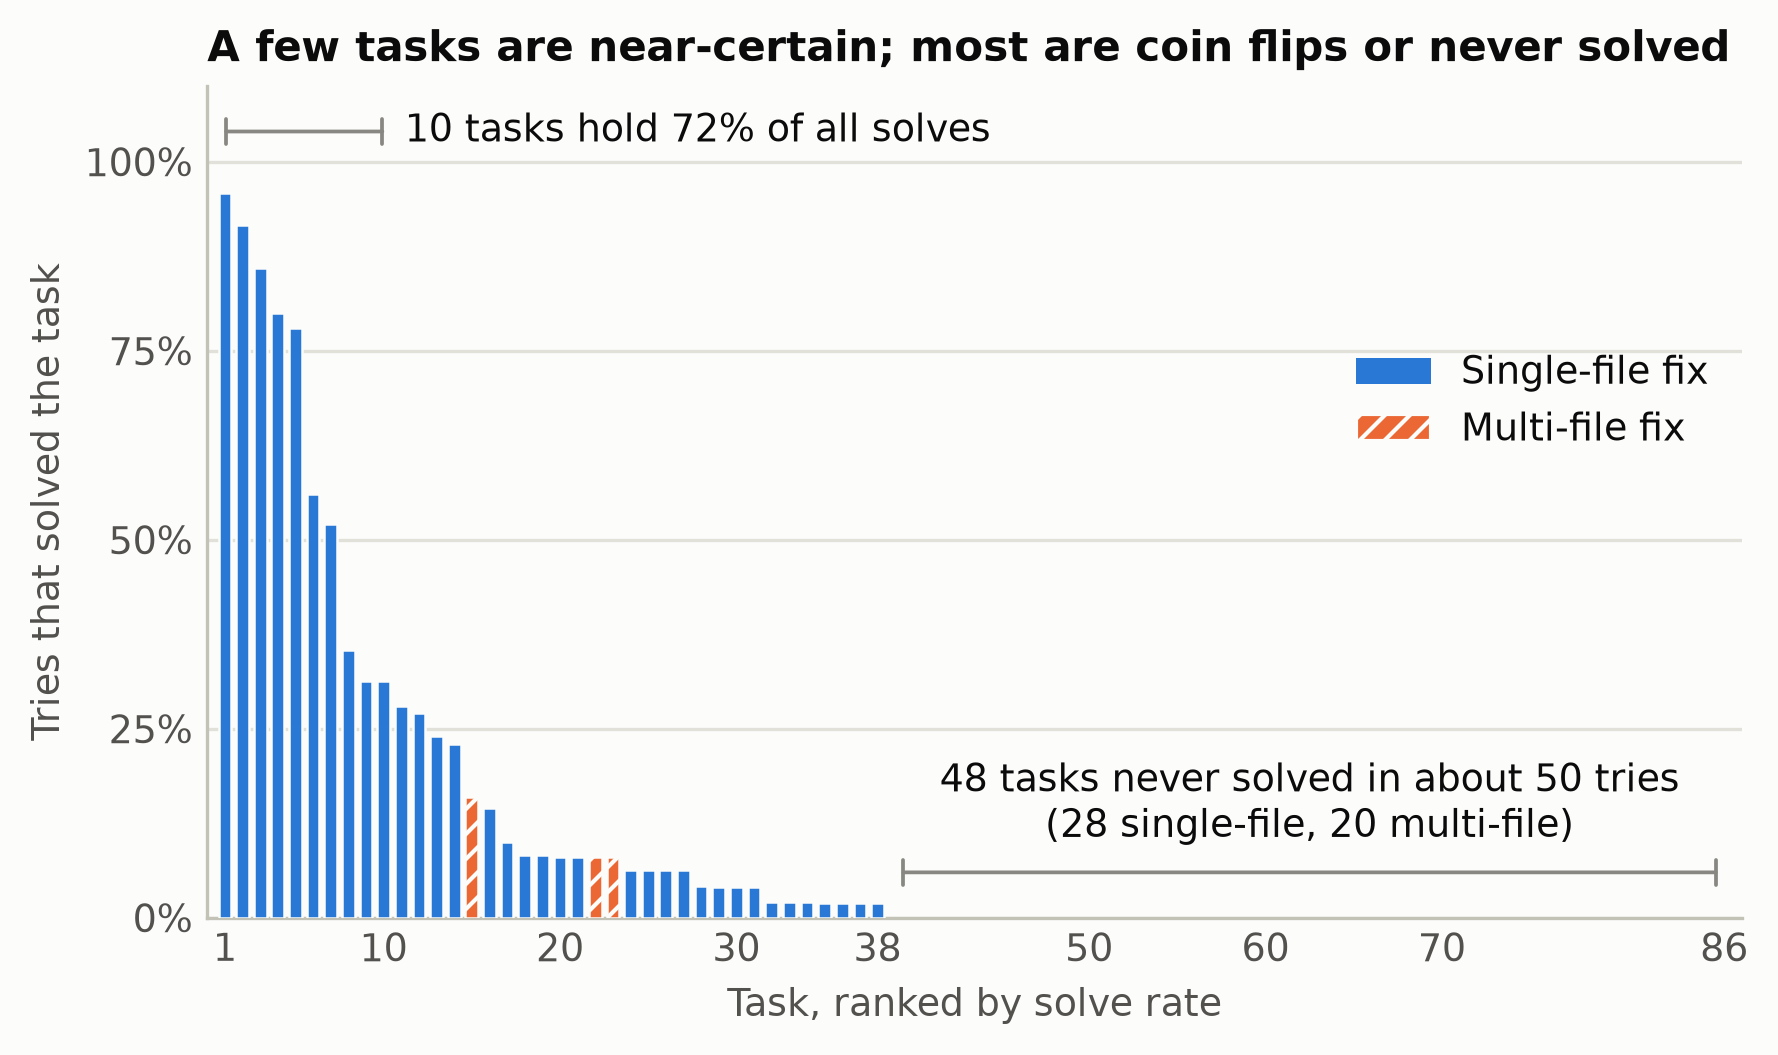 A few tasks are near-certain; most are coin flips or never solved
10 tasks hold 72% of all solves
100%
75%
50%
25%
0%
Tries that solved the task
Single-file fix
Multi-file fix
48 tasks never solved in about 50 tries
(28 single-file, 20 multi-file)
1 10 20 30 38 50 60 70 86
Task, ranked by solve rate